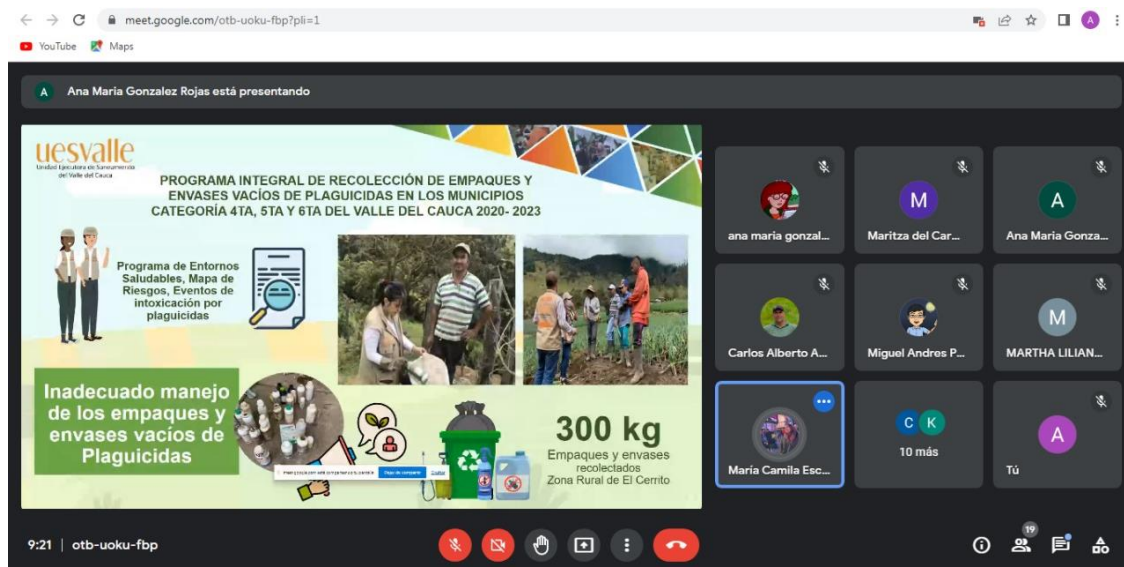 meet.google.com/otb-uoku-fbp?pli=1
A
YouTube
Maps
A
Ana Maria Gonzalez Rojas está presentando
uesvalle
Unidad Ejecutora de Saneamiento
del Valle del Cauca
PROGRAMA INTEGRAL DE RECOLECCIÓN DE EMPAQUES Y
ENVASES VACÍOS DE PLAGUICIDAS EN LOS MUNICIPIOS
CATEGORÍA 4TA, 5TA Y 6TA DEL VALLE DEL CAUCA 2020- 2023
Programa de Entornos
Saludables, Mapa de
Riesgos, Eventos de
intoxicación por
plaguicidas
Inadecuado manejo
de los empaques y
envases vacíos de
Plaguicidas
300 kg
Empaques y envases
recolectados
Zona Rural de El Cerrito
ana maria gonzal...
M
Maritza del Car...
A
Ana Maria Gonza...
Carlos Alberto A...
Miguel Andres P...
M
MARTHA LILIAN...
María Camila Esc...
C K
10 más
A
Tú
9:21 | otb-uoku-fbp
19